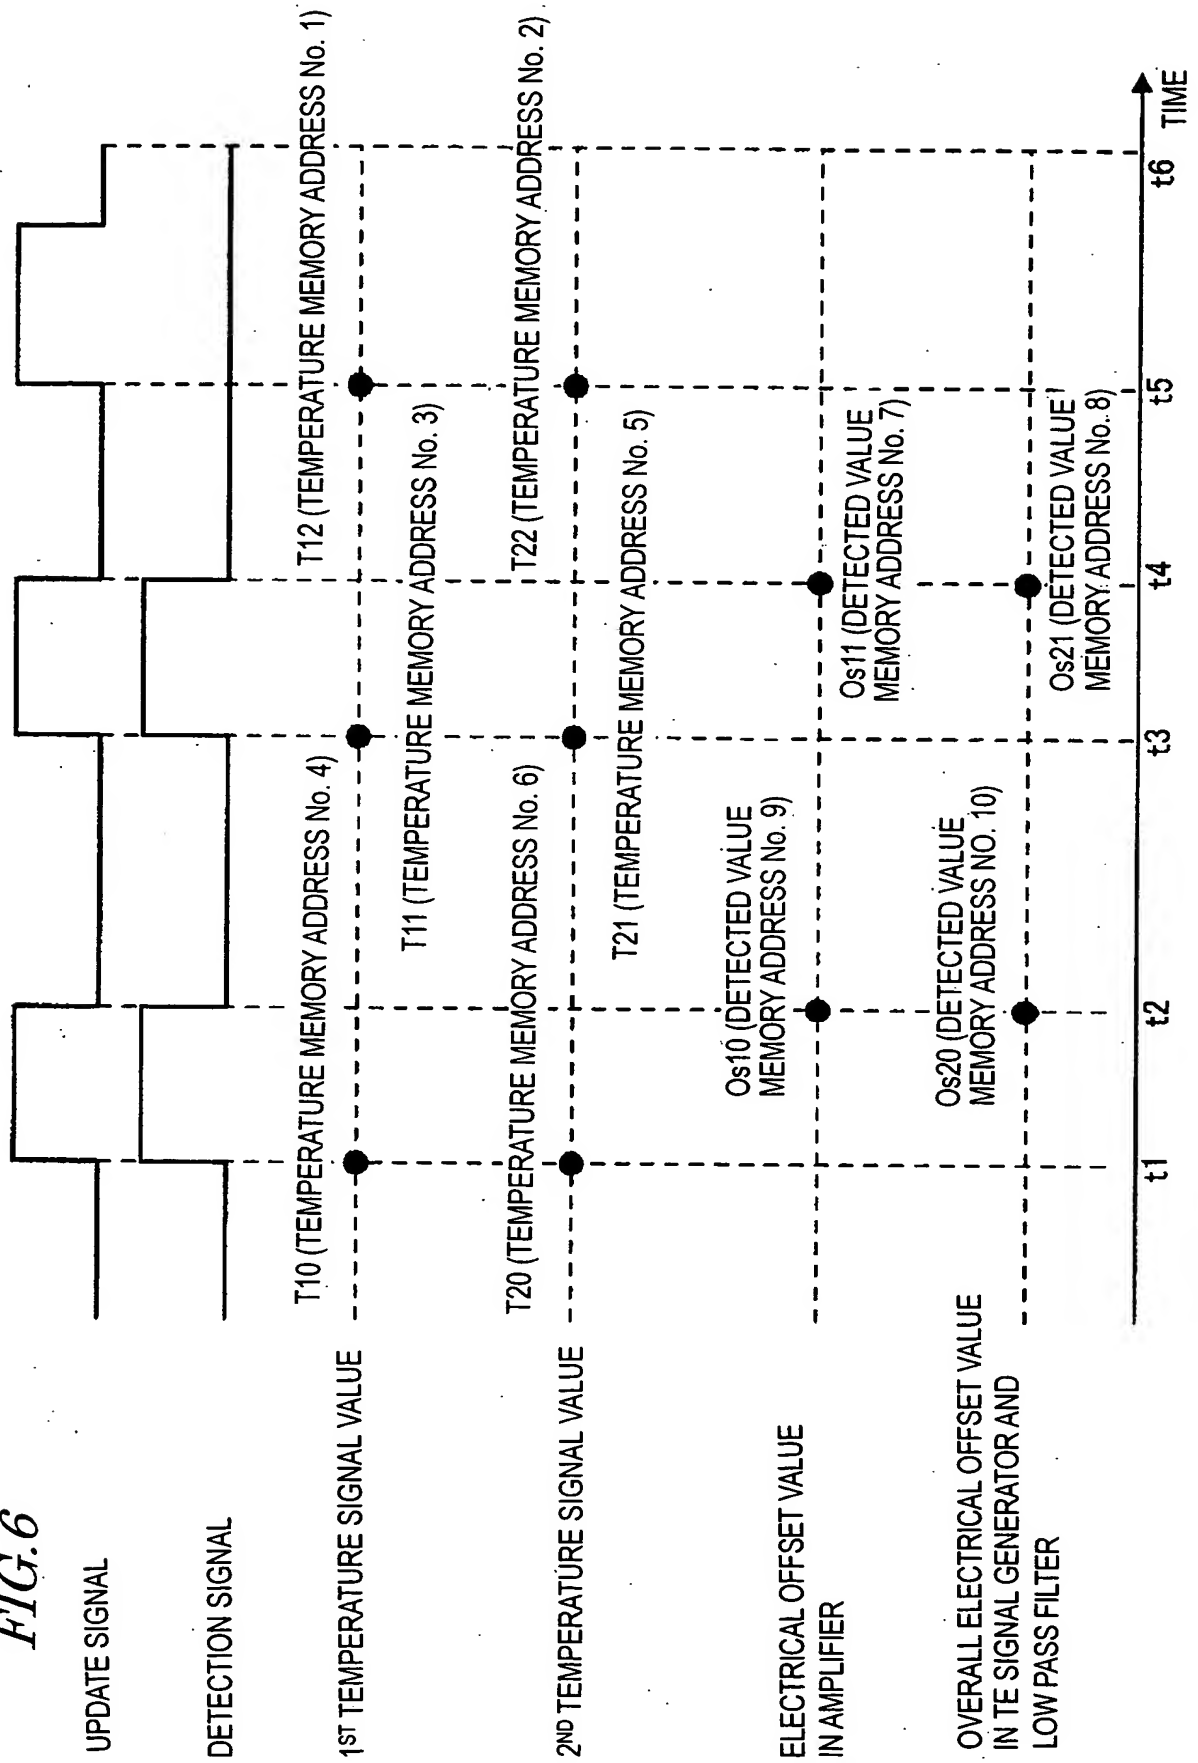 FIG.6
UPDATE SIGNAL
DETECTION SIGNAL
1ST TEMPERATURE SIGNAL VALUE
T10 (TEMPERATURE MEMORY ADDRESS No. 4)
T11 (TEMPERATURE MEMORY ADDRESS No. 3)
T12 (TEMPERATURE MEMORY ADDRESS No. 1)
2ND TEMPERATURE SIGNAL VALUE
T20 (TEMPERATURE MEMORY ADDRESS No. 6)
T21 (TEMPERATURE MEMORY ADDRESS No. 5)
T22 (TEMPERATURE MEMORY ADDRESS No. 2)
ELECTRICAL OFFSET VALUE
IN AMPLIFIER
Os10 (DETECTED VALUE
MEMORY ADDRESS No. 9)
Os11 (DETECTED VALUE
MEMORY ADDRESS No. 7)
OVERALL ELECTRICAL OFFSET VALUE
IN TE SIGNAL GENERATOR AND
LOW PASS FILTER
Os20 (DETECTED VALUE
MEMORY ADDRESS NO. 10)
Os21 (DETECTED VALUE
MEMORY ADDRESS No. 8)
t1
t2
t3
t4
t5
t6
TIME